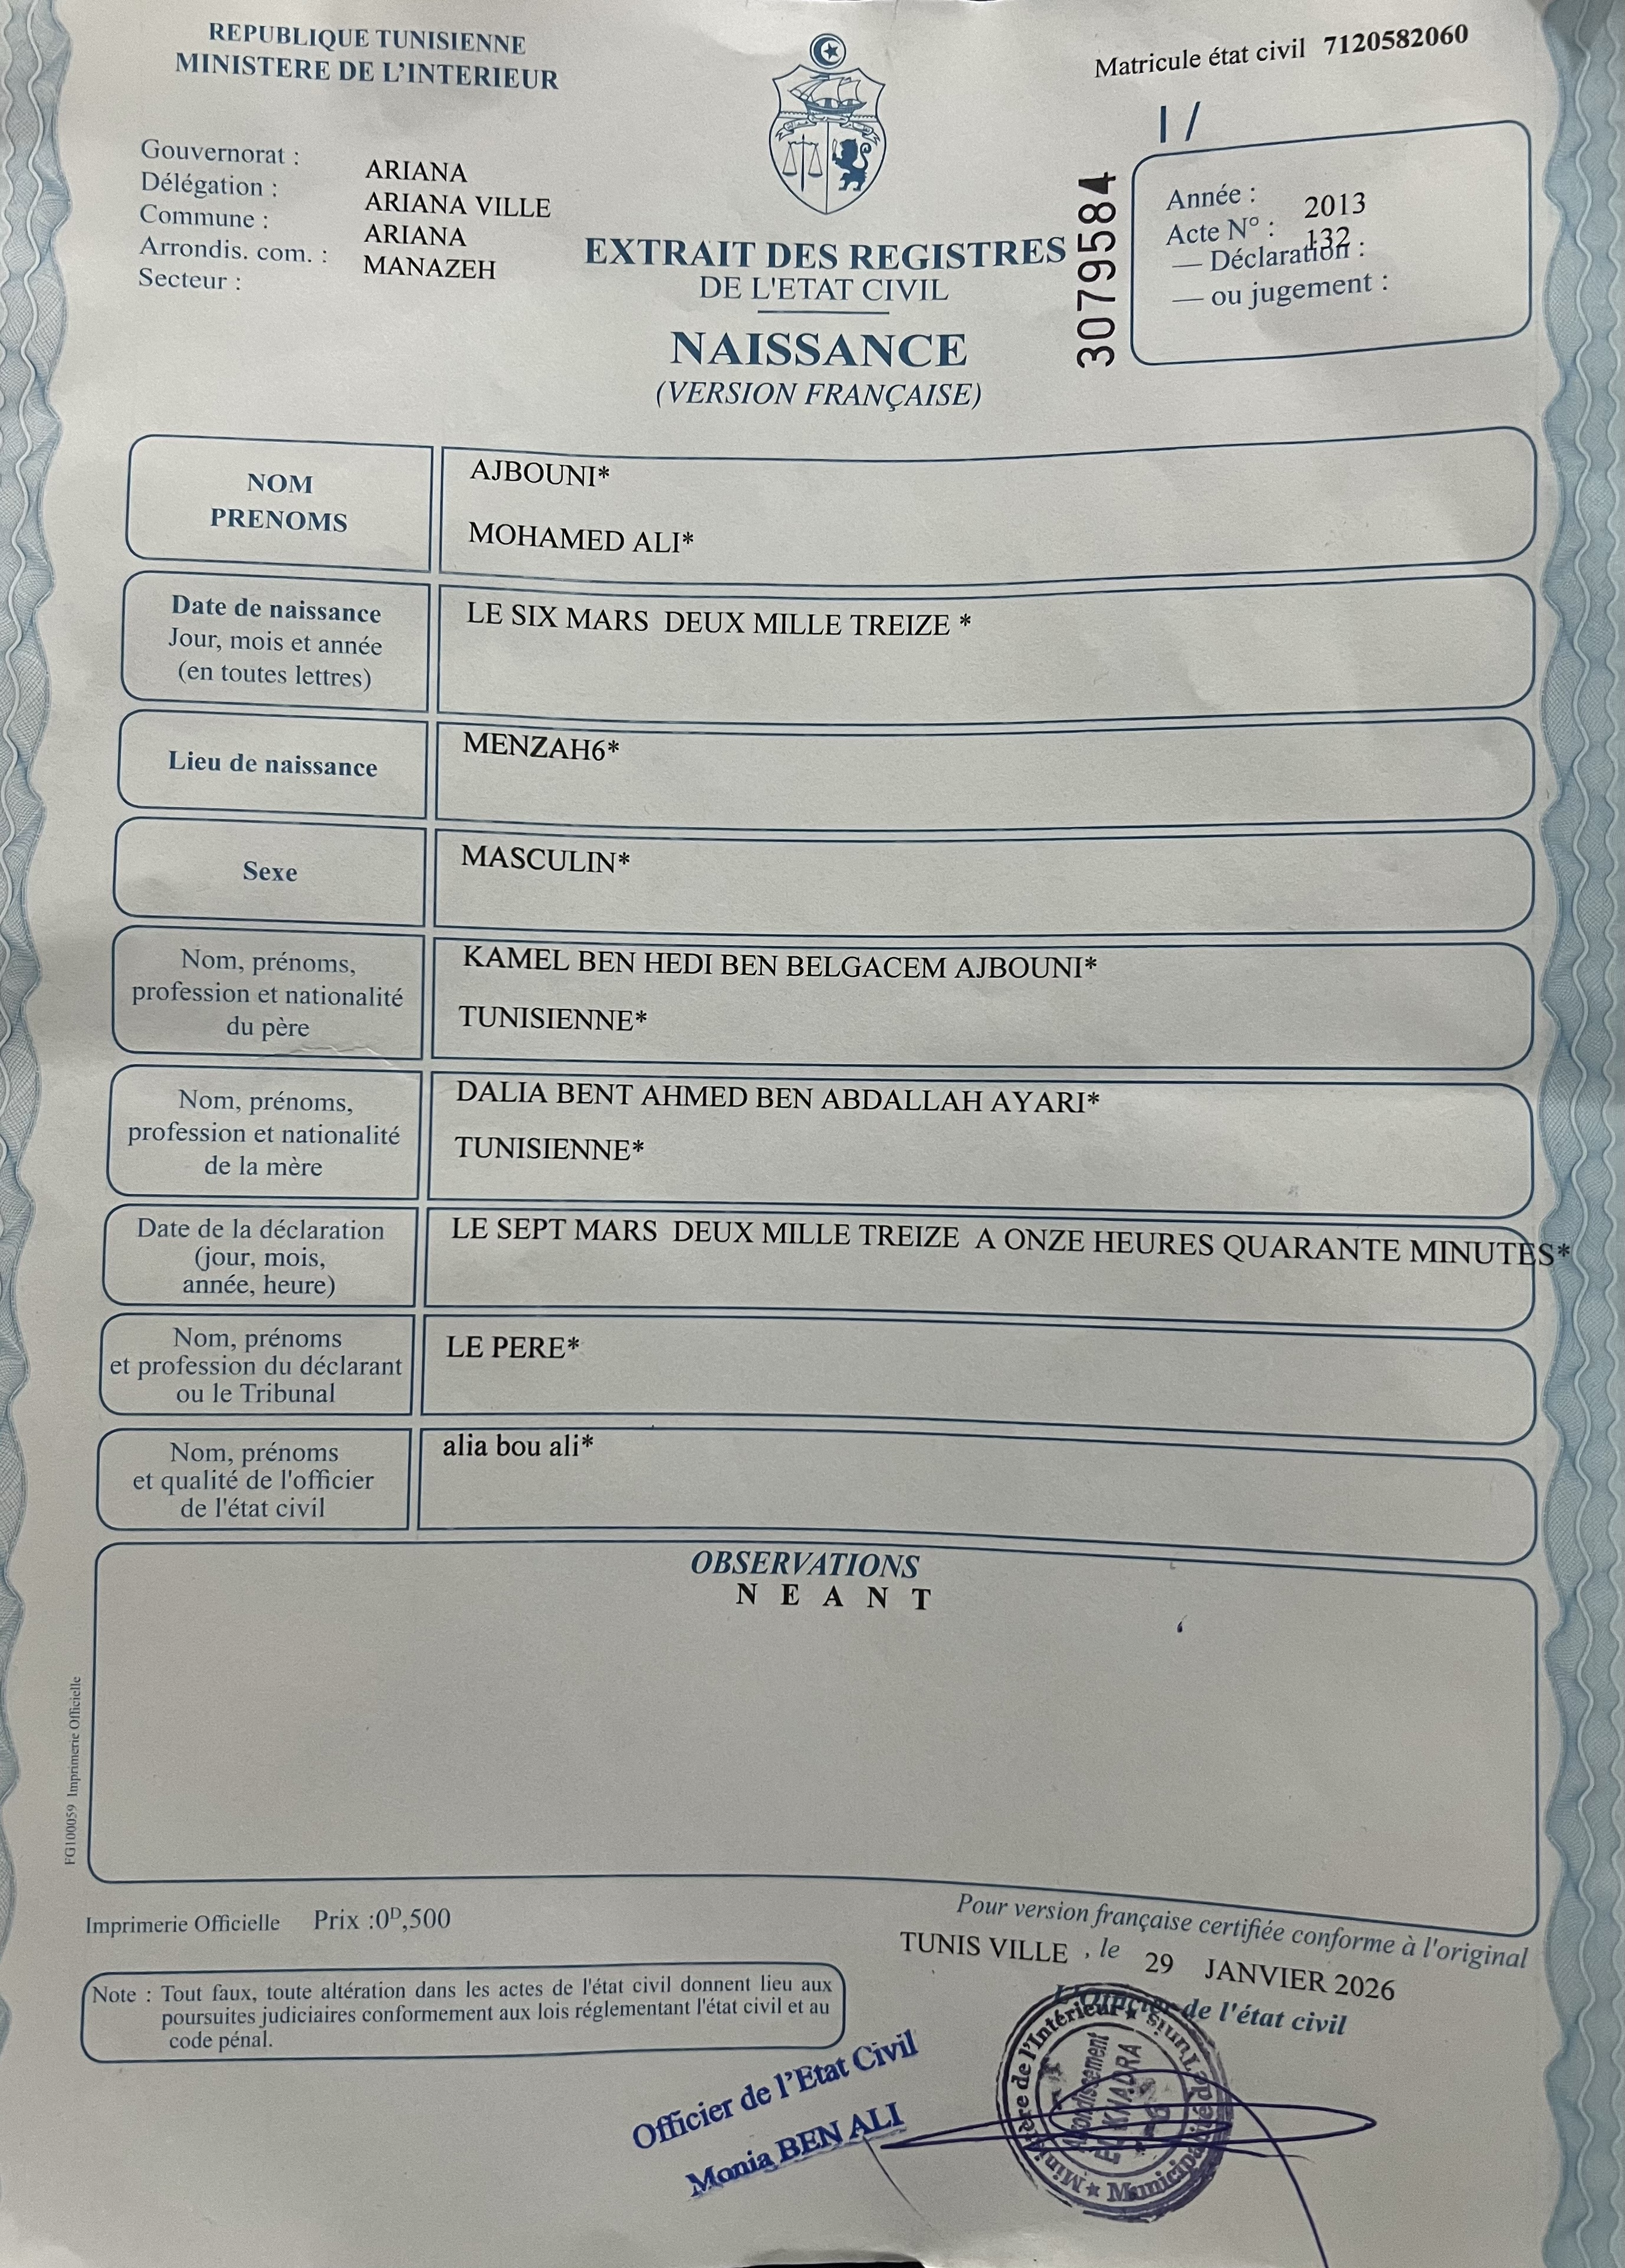 REPUBLIQUE TUNISIENNE
MINISTERE DE L'INTERIEUR
Matricule état civil 7120582060
Gouvernorat : ARIANA
Délégation : ARIANA VILLE
Commune : ARIANA
Arrondis. com. : MANAZEH
Secteur :
EXTRAIT DES REGISTRES
DE L'ETAT CIVIL
NAISSANCE
(VERSION FRANÇAISE)
3079584
1 /
Année : 2013
Acte N° : 132
— Déclaration :
— ou jugement :
NOM
PRENOMS
AJBOUNI*
MOHAMED ALI*
Date de naissance
Jour, mois et année
(en toutes lettres)
LE SIX MARS DEUX MILLE TREIZE *
Lieu de naissance
MENZAH6*
Sexe
MASCULIN*
Nom, prénoms,
profession et nationalité
du père
KAMEL BEN HEDI BEN BELGACEM AJBOUNI*
TUNISIENNE*
Nom, prénoms,
profession et nationalité
de la mère
DALIA BENT AHMED BEN ABDALLAH AYARI*
TUNISIENNE*
Date de la déclaration
(jour, mois,
année, heure)
LE SEPT MARS DEUX MILLE TREIZE A ONZE HEURES QUARANTE MINUTES*
Nom, prénoms
et profession du déclarant
ou le Tribunal
LE PERE*
Nom, prénoms
et qualité de l'officier
de l'état civil
alia bou ali*
OBSERVATIONS
N E A N T
FG100059 Imprimerie Officielle
Imprimerie Officielle Prix :0ᴰ,500
Pour version française certifiée conforme à l'original
TUNIS VILLE , le 29 JANVIER 2026
L'Officier de l'état civil
Note : Tout faux, toute altération dans les actes de l'état civil donnent lieu aux
poursuites judiciaires conformement aux lois réglementant l'état civil et au
code pénal.
Officier de l'Etat Civil
Monia BEN ALI
Ministère de l'Intérieur
Municipalité de Tunis
Arrondissement